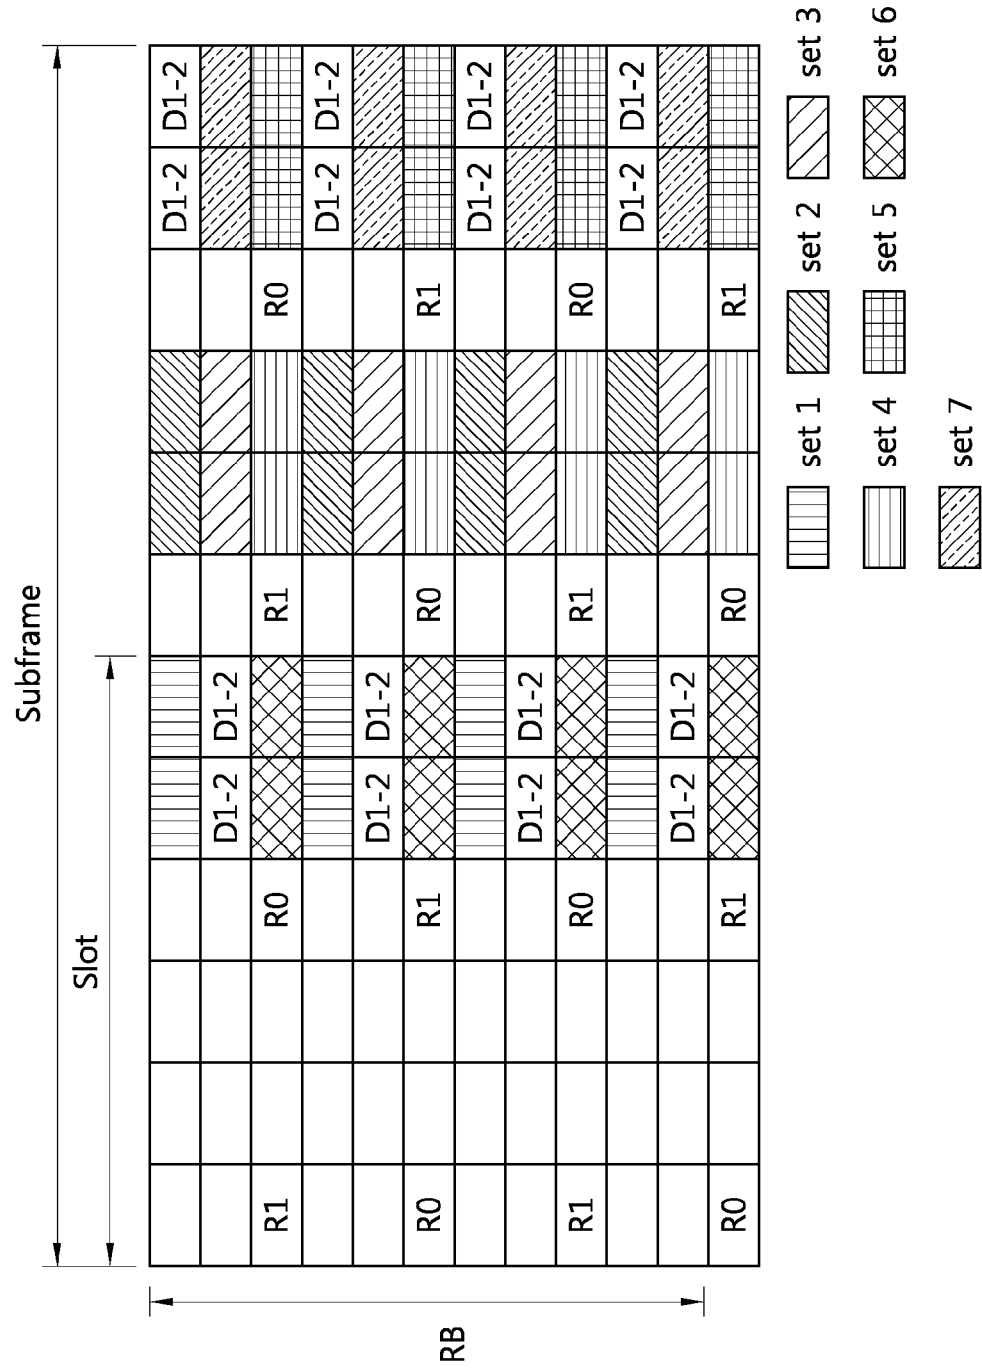 Subframe
Slot
D1-2 D1-2
D1-2 D1-2
R1 R0 R1 R0
D1-2 D1-2
D1-2 D1-2
R0 R1 R0 R1
RB
D1-2 D1-2
D1-2 D1-2
R1 R0 R1 R0
D1-2 D1-2
D1-2 D1-2
R0 R1 R0 R1
set 1 set 2 set 3
set 4 set 5 set 6
set 7